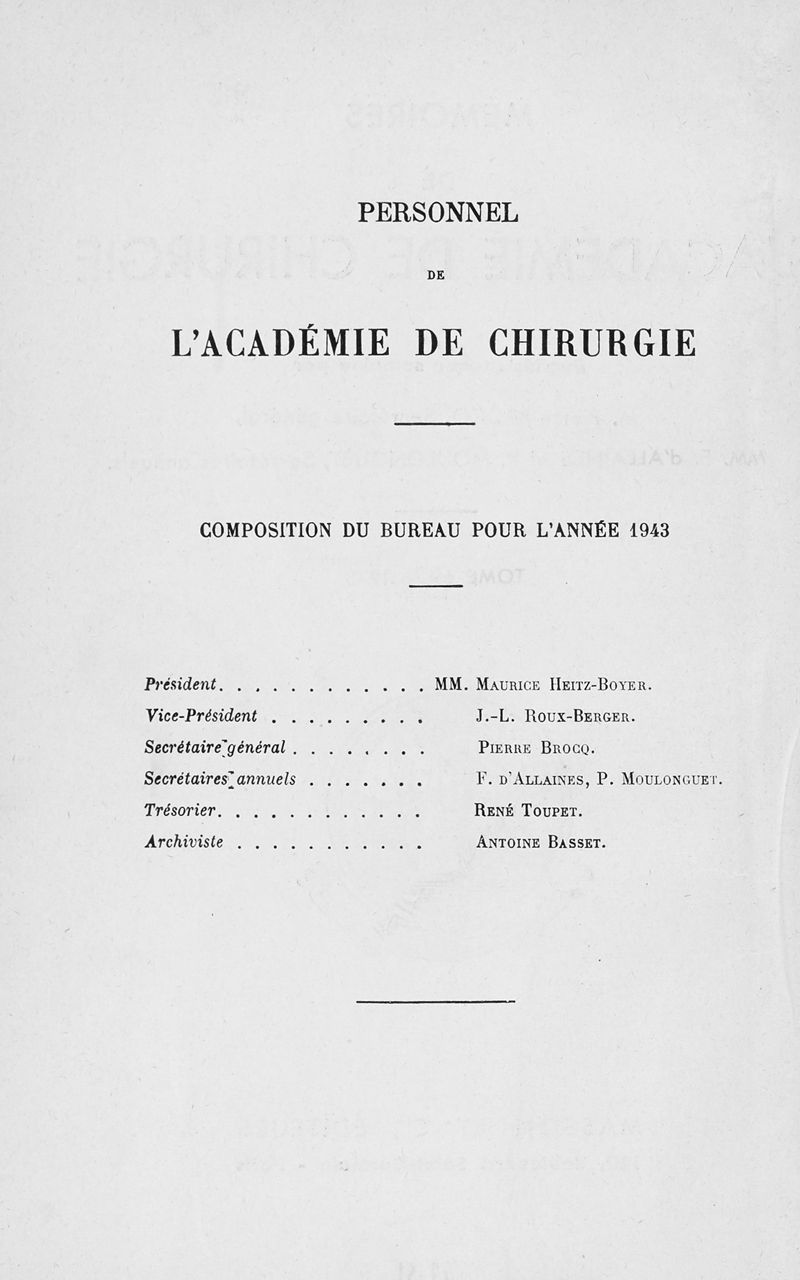 PERSONNEL
DE
L'ACADÉMIE DE CHIRURGIE
COMPOSITION DU BUREAU POUR L'ANNÉE 1943
Président. . . . . . . . . . . . MM. MAURICE HEITZ-BOYER.
Vice-Président . . . . . . . . . J.-L. ROUX-BERGER.
Secrétaire général . . . . . . . . PIERRE BROCQ.
Secrétaires annuels . . . . . . . F. D'ALLAINES, P. MOULONGUET.
Trésorier. . . . . . . . . . . . RENÉ TOUPET.
Archiviste . . . . . . . . . . . ANTOINE BASSET.